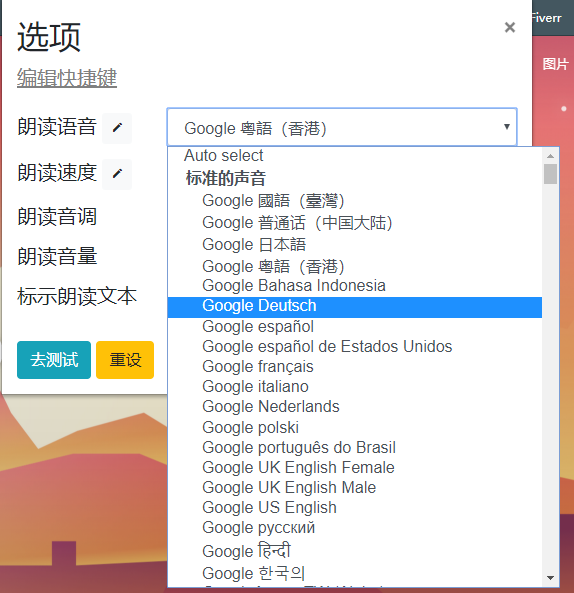 Fiverr
选项
×
编辑快捷键
图片
朗读语音
Google 粤語（香港）
Auto select
标准的声音
朗读速度
Google 國語（臺灣）
Google 普通话（中国大陆）
朗读音调
Google 日本語
朗读音量
Google 粤語（香港）
Google Bahasa Indonesia
标示朗读文本
Google Deutsch
Google español
Google español de Estados Unidos
去测试
重设
Google français
Google italiano
Google Nederlands
Google polski
Google português do Brasil
Google UK English Female
Google UK English Male
Google US English
Google русский
Google हिन्दी
Google 한국의